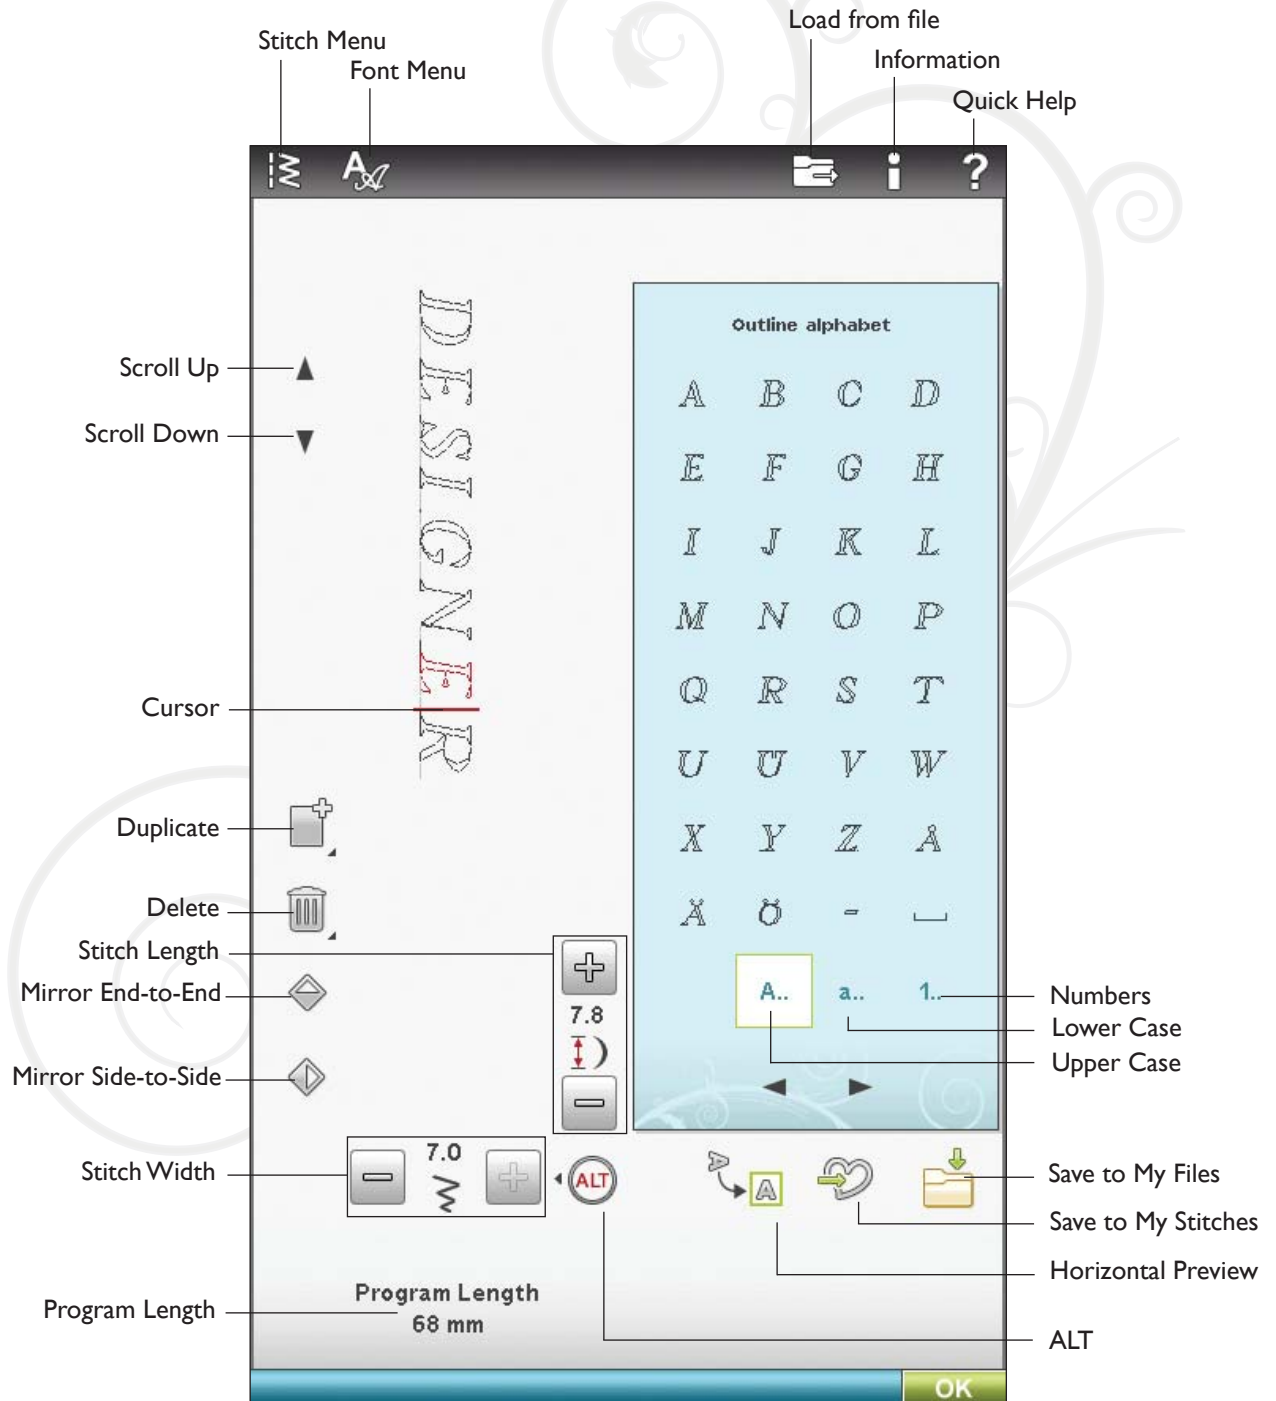 Load from file
Stitch Menu
Information
Font Menu
Quick Help
?
Outline alphabet
DESIGNER
Scroll Up
A B C D
Scroll Down
E F G H
I J K L
M N O P
Q R S T
Cursor
U Ü V W
Duplicate
X Y Z Å
Delete
Ä Ö -
Stitch Length
Mirror End-to-End
A.. a.. 1..
Numbers
7.8
Lower Case
Upper Case
Mirror Side-to-Side
Stitch Width
7.0
ALT
A
A
Save to My Files
Save to My Stitches
Horizontal Preview
Program Length
Program Length
68 mm
ALT
OK